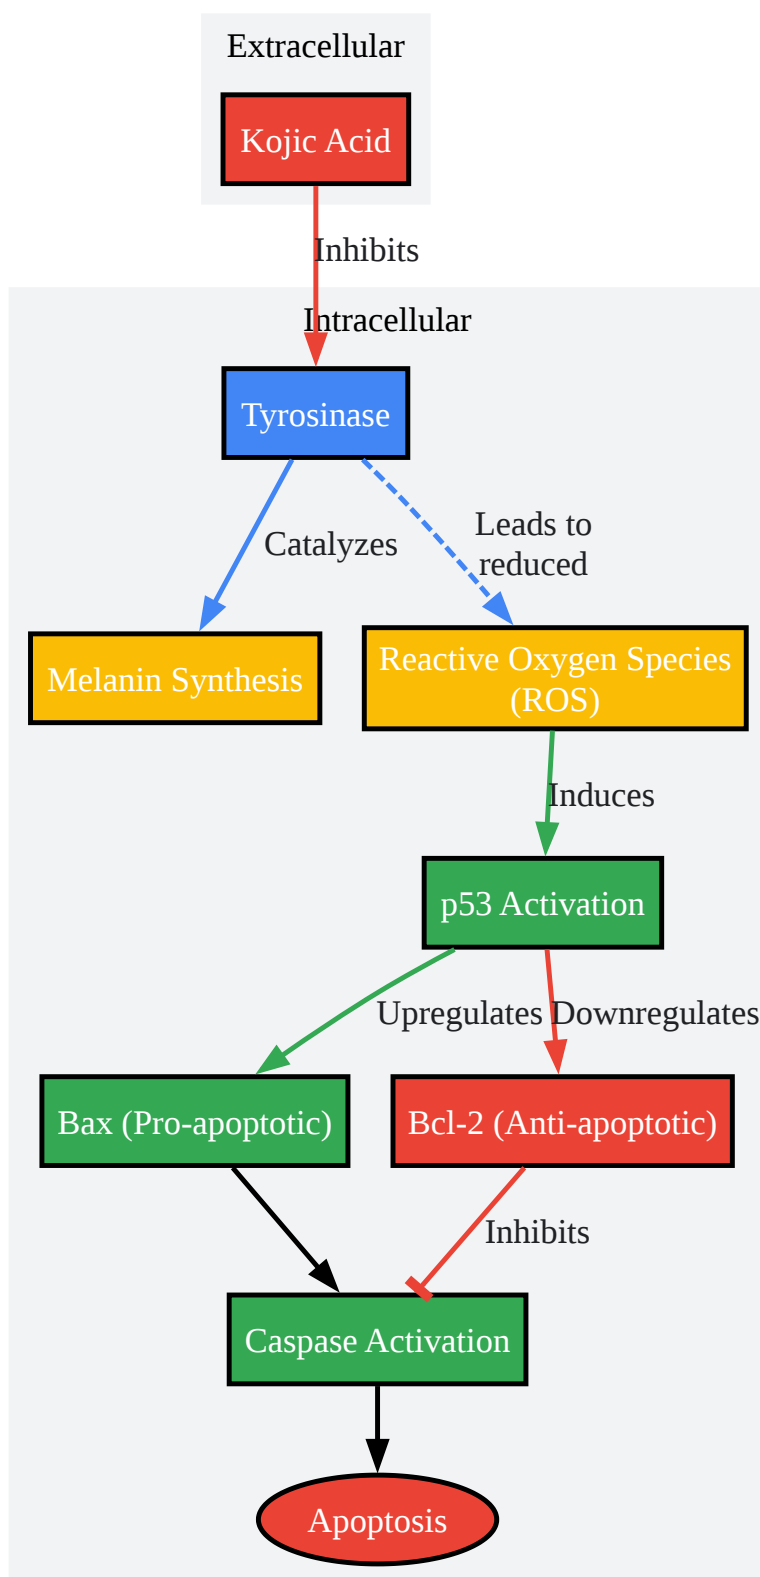 Extracellular
Kojic Acid
Inhibits
Intracellular
Tyrosinase
Catalyzes
Leads to
reduced
Melanin Synthesis
Reactive Oxygen Species
(ROS)
Induces
p53 Activation
Upregulates
Downregulates
Bax (Pro-apoptotic)
Bcl-2 (Anti-apoptotic)
Inhibits
Caspase Activation
Apoptosis